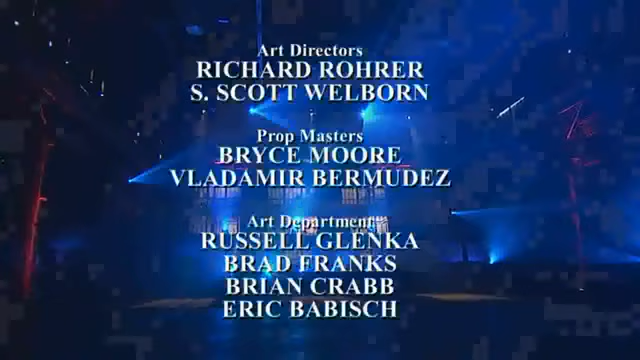 Art Directors
RICHARD ROHRER
S. SCOTT WELBORN
Prop Masters
BRYCE MOORE
VLADAMIR BERMUDEZ
Art Department
RUSSELL GLENKA
BRAD FRANKS
BRIAN CRABB
ERIC BABISCH